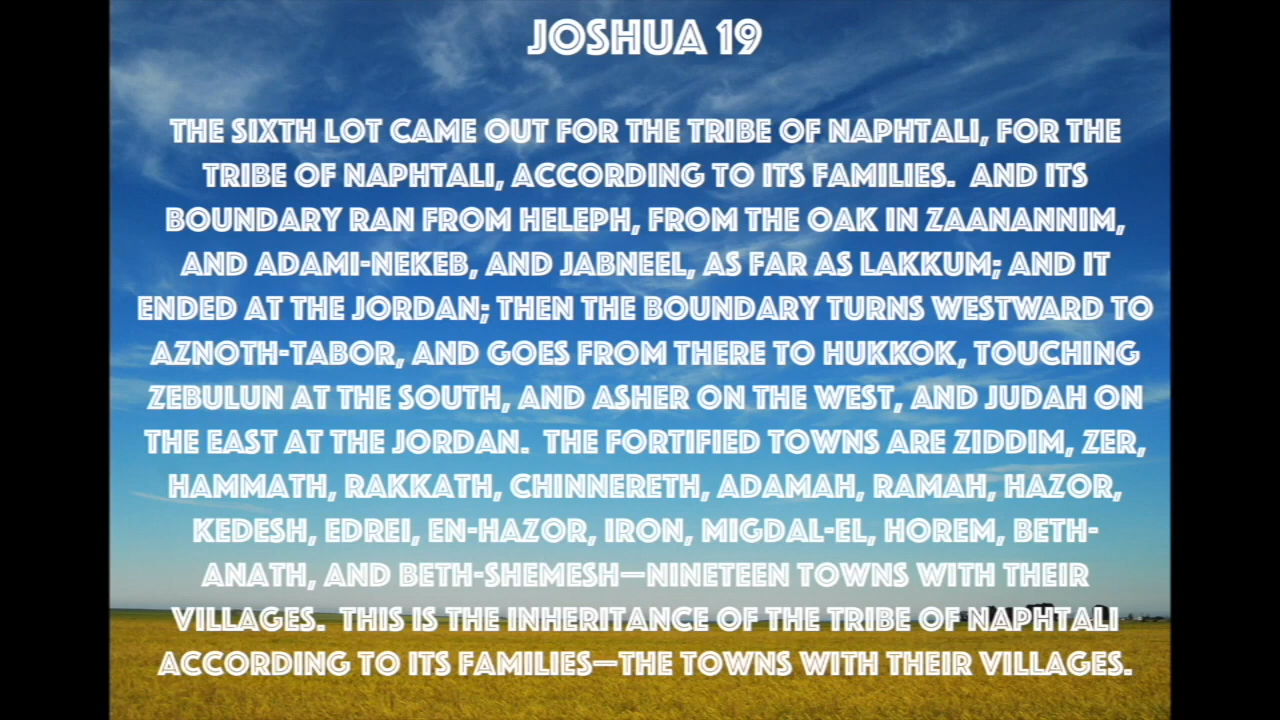 JOSHUA 19
THE SIXTH LOT CAME OUT FOR THE TRIBE OF NAPHTALI, FOR THE
TRIBE OF NAPHTALI, ACCORDING TO ITS FAMILIES. AND ITS
BOUNDARY RAN FROM HELEPH, FROM THE OAK IN ZAANANNIM,
AND ADAMI-NEKEB, AND JABNEEL, AS FAR AS LAKKUM; AND IT
ENDED AT THE JORDAN; THEN THE BOUNDARY TURNS WESTWARD TO
AZNOTH-TABOR, AND GOES FROM THERE TO HUKKOK, TOUCHING
ZEBULUN AT THE SOUTH, AND ASHER ON THE WEST, AND JUDAH ON
THE EAST AT THE JORDAN. THE FORTIFIED TOWNS ARE ZIDDIM, ZER,
HAMMATH, RAKKATH, CHINNERETH, ADAMAH, RAMAH, HAZOR,
KEDESH, EDREI, EN-HAZOR, IRON, MIGDAL-EL, HOREM, BETH-
ANATH, AND BETH-SHEMESH—NINETEEN TOWNS WITH THEIR
VILLAGES. THIS IS THE INHERITANCE OF THE TRIBE OF NAPHTALI
ACCORDING TO ITS FAMILIES—THE TOWNS WITH THEIR VILLAGES.